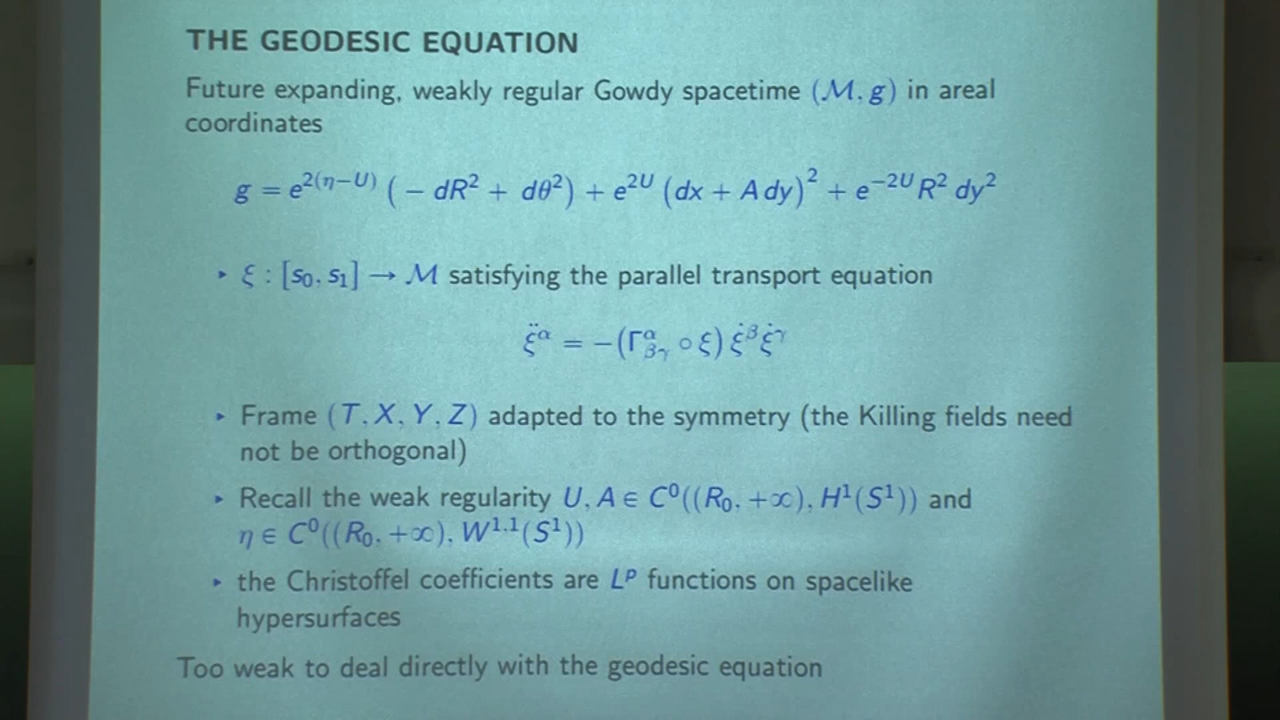 THE GEODESIC EQUATION
Future expanding, weakly regular Gowdy spacetime (ℳ, g) in areal
coordinates
g = e^{2(η−U)} ( − dR² + dθ²) + e^{2U} (dx + A dy)² + e^{−2U} R² dy²
▸ ξ : [s₀, s₁] → ℳ satisfying the parallel transport equation
ξ̈^α = −(Γ^α_{βγ} ∘ ξ) ξ̇^β ξ̇^γ
▸ Frame (T, X, Y, Z) adapted to the symmetry (the Killing fields need
not be orthogonal)
▸ Recall the weak regularity U, A ∈ C⁰((R₀, +∞), H¹(S¹)) and
η ∈ C⁰((R₀, +∞), W^{1,1}(S¹))
▸ the Christoffel coefficients are L^p functions on spacelike
hypersurfaces
Too weak to deal directly with the geodesic equation